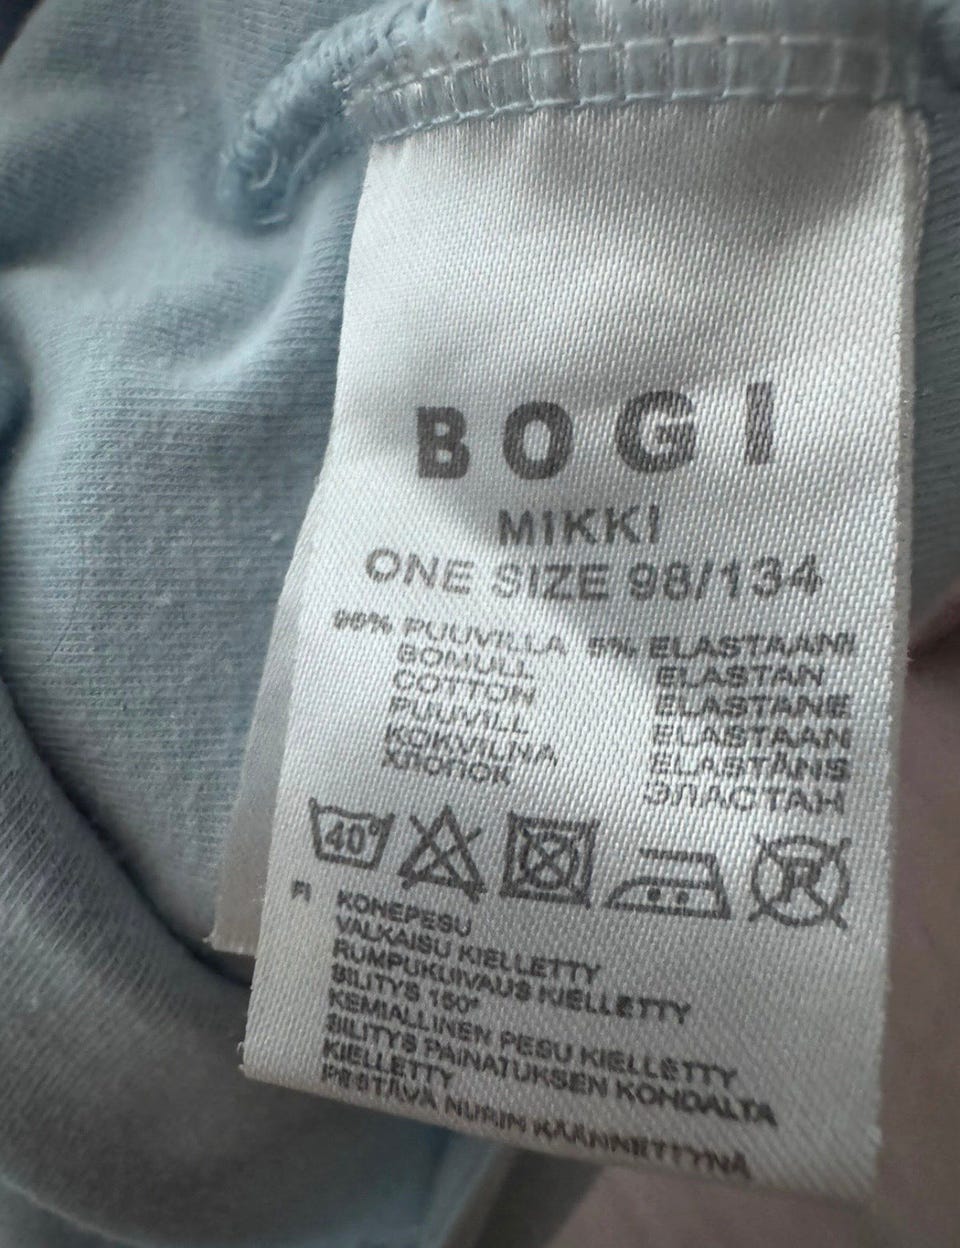 BOGI
MIKKI
ONE SIZE 98/134
95% PUUVILLA 5% ELASTAANI
BOMULL ELASTAN
COTTON ELASTANE
PUUVILL ELASTAAN
KOKVILNA ELASTĀNS
ХЛОПОК ЭЛАСТАН
40° P
FI KONEPESU
VALKAISU KIELLETTY
RUMPUKUIVAUS KIELLETTY
SILITYS 150°
KEMIALLINEN PESU KIELLETTY
SILITYS PAINATUKSEN KOHDALTA
KIELLETTY
PESTÄVÄ NURIN KÄÄNNETTYNÄ